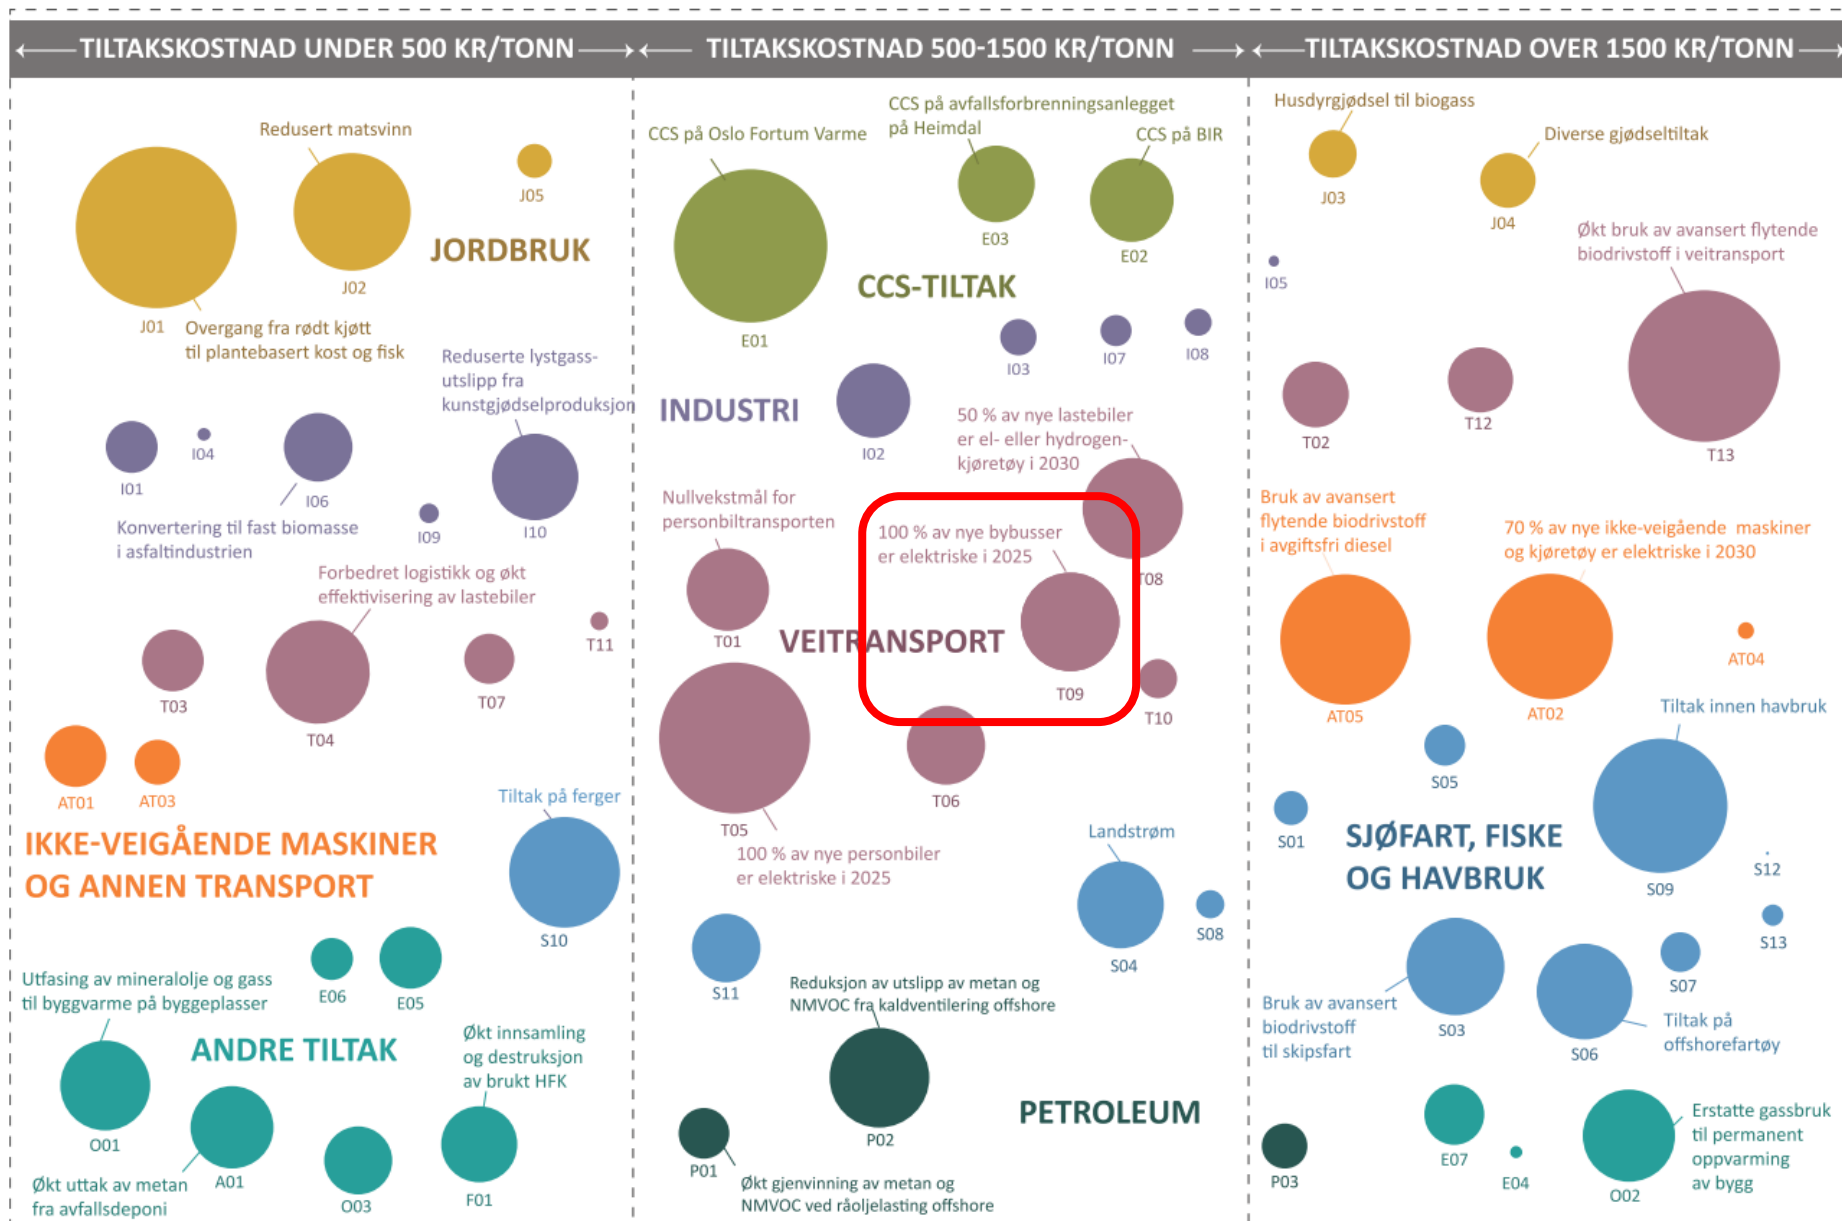 TILTAKSKOSTNAD UNDER 500 KR/TONN
TILTAKSKOSTNAD 500-1500 KR/TONN
TILTAKSKOSTNAD OVER 1500 KR/TONN
Redusert matsvinn
J05
J02
JORDBRUK
J01
Overgang fra rødt kjøtt
til plantebasert kost og fisk
Reduserte lystgass-
utslipp fra
kunstgjødselproduksjon
I01
I04
I06
I09
I10
Konvertering til fast biomasse
i asfaltindustrien
Forbedret logistikk og økt
effektivisering av lastebiler
T03
T04
T07
T11
AT01
AT03
Tiltak på ferger
IKKE-VEIGÅENDE MASKINER
OG ANNEN TRANSPORT
S10
Utfasing av mineralolje og gass
til byggvarme på byggeplasser
E06
E05
ANDRE TILTAK
Økt innsamling
og destruksjon
av brukt HFK
O01
A01
O03
F01
Økt uttak av metan
fra avfallsdeponi
CCS på Oslo Fortum Varme
CCS på avfallsforbrenningsanlegget
på Heimdal
CCS på BIR
E03
E02
CCS-TILTAK
E01
I03
I07
I08
INDUSTRI
I02
50 % av nye lastebiler
er el- eller hydrogen-
kjøretøy i 2030
Nullvekstmål for
personbiltransporten
100 % av nye bybusser
er elektriske i 2025
T08
T01
VEITRANSPORT
T09
T10
T06
T05
100 % av nye personbiler
er elektriske i 2025
Landstrøm
S08
S04
S11
Reduksjon av utslipp av metan og
NMVOC fra kaldventilering offshore
PETROLEUM
P02
P01
Økt gjenvinning av metan og
NMVOC ved råoljelasting offshore
Husdyrgjødsel til biogass
Diverse gjødseltiltak
J03
J04
Økt bruk av avansert flytende
biodrivstoff i veitransport
I05
T02
T12
T13
Bruk av avansert
flytende biodrivstoff
i avgiftsfri diesel
70 % av nye ikke-veigående maskiner
og kjøretøy er elektriske i 2030
AT04
AT05
AT02
Tiltak innen havbruk
S05
S01
SJØFART, FISKE
OG HAVBRUK
S12
S09
S13
S07
Bruk av avansert
biodrivstoff
til skipsfart
S03
S06
Tiltak på
offshorefartøy
Erstatte gassbruk
til permanent
oppvarming
av bygg
P03
E07
E04
O02